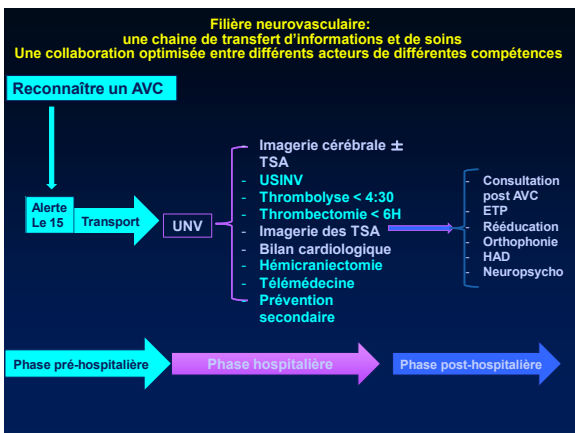 Filière neurovasculaire:
une chaine de transfert d'informations et de soins
Une collaboration optimisée entre différents acteurs de différentes compétences
Reconnaître un AVC
Alerte
Le 15
Transport
UNV
- Imagerie cérébrale ±
TSA
- USINV
- Thrombolyse < 4:30
- Thrombectomie < 6H
- Imagerie des TSA
- Bilan cardiologique
- Hémicraniectomie
- Télémédecine
- Prévention
secondaire
- Consultation
post AVC
- ETP
- Rééducation
- Orthophonie
- HAD
- Neuropsycho
Phase pré-hospitalière
Phase hospitalière
Phase post-hospitalière